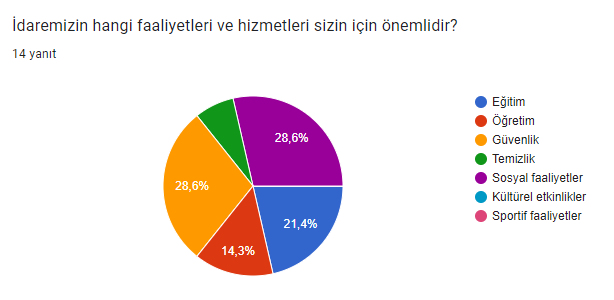 İdaremizin hangi faaliyetleri ve hizmetleri sizin için önemlidir?
14 yanıt
28,6%
28,6%
21,4%
14,3%
Eğitim
Öğretim
Güvenlik
Temizlik
Sosyal faaliyetler
Kültürel etkinlikler
Sportif faaliyetler